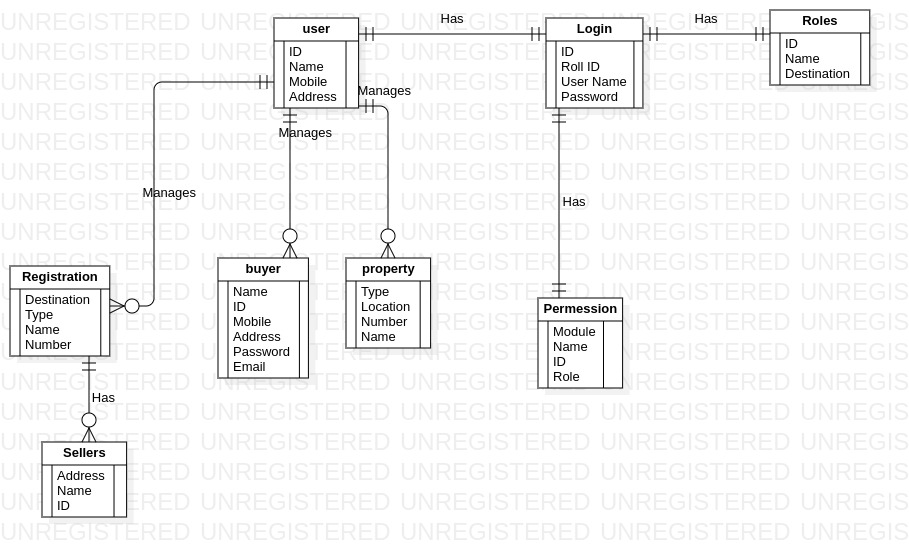 user
ID
Name
Mobile
Address
Has
Login
ID
Roll ID
User Name
Password
Has
Roles
ID
Name
Destination
Manages
Manages
Manages
Has
Registration
Destination
Type
Name
Number
buyer
Name
ID
Mobile
Address
Password
Email
property
Type
Location
Number
Name
Permession
Module
Name
ID
Role
Has
Sellers
Address
Name
ID
UNREGISTERED UNREGISTERED UNREGISTERED UNREGISTERED UNREGIS